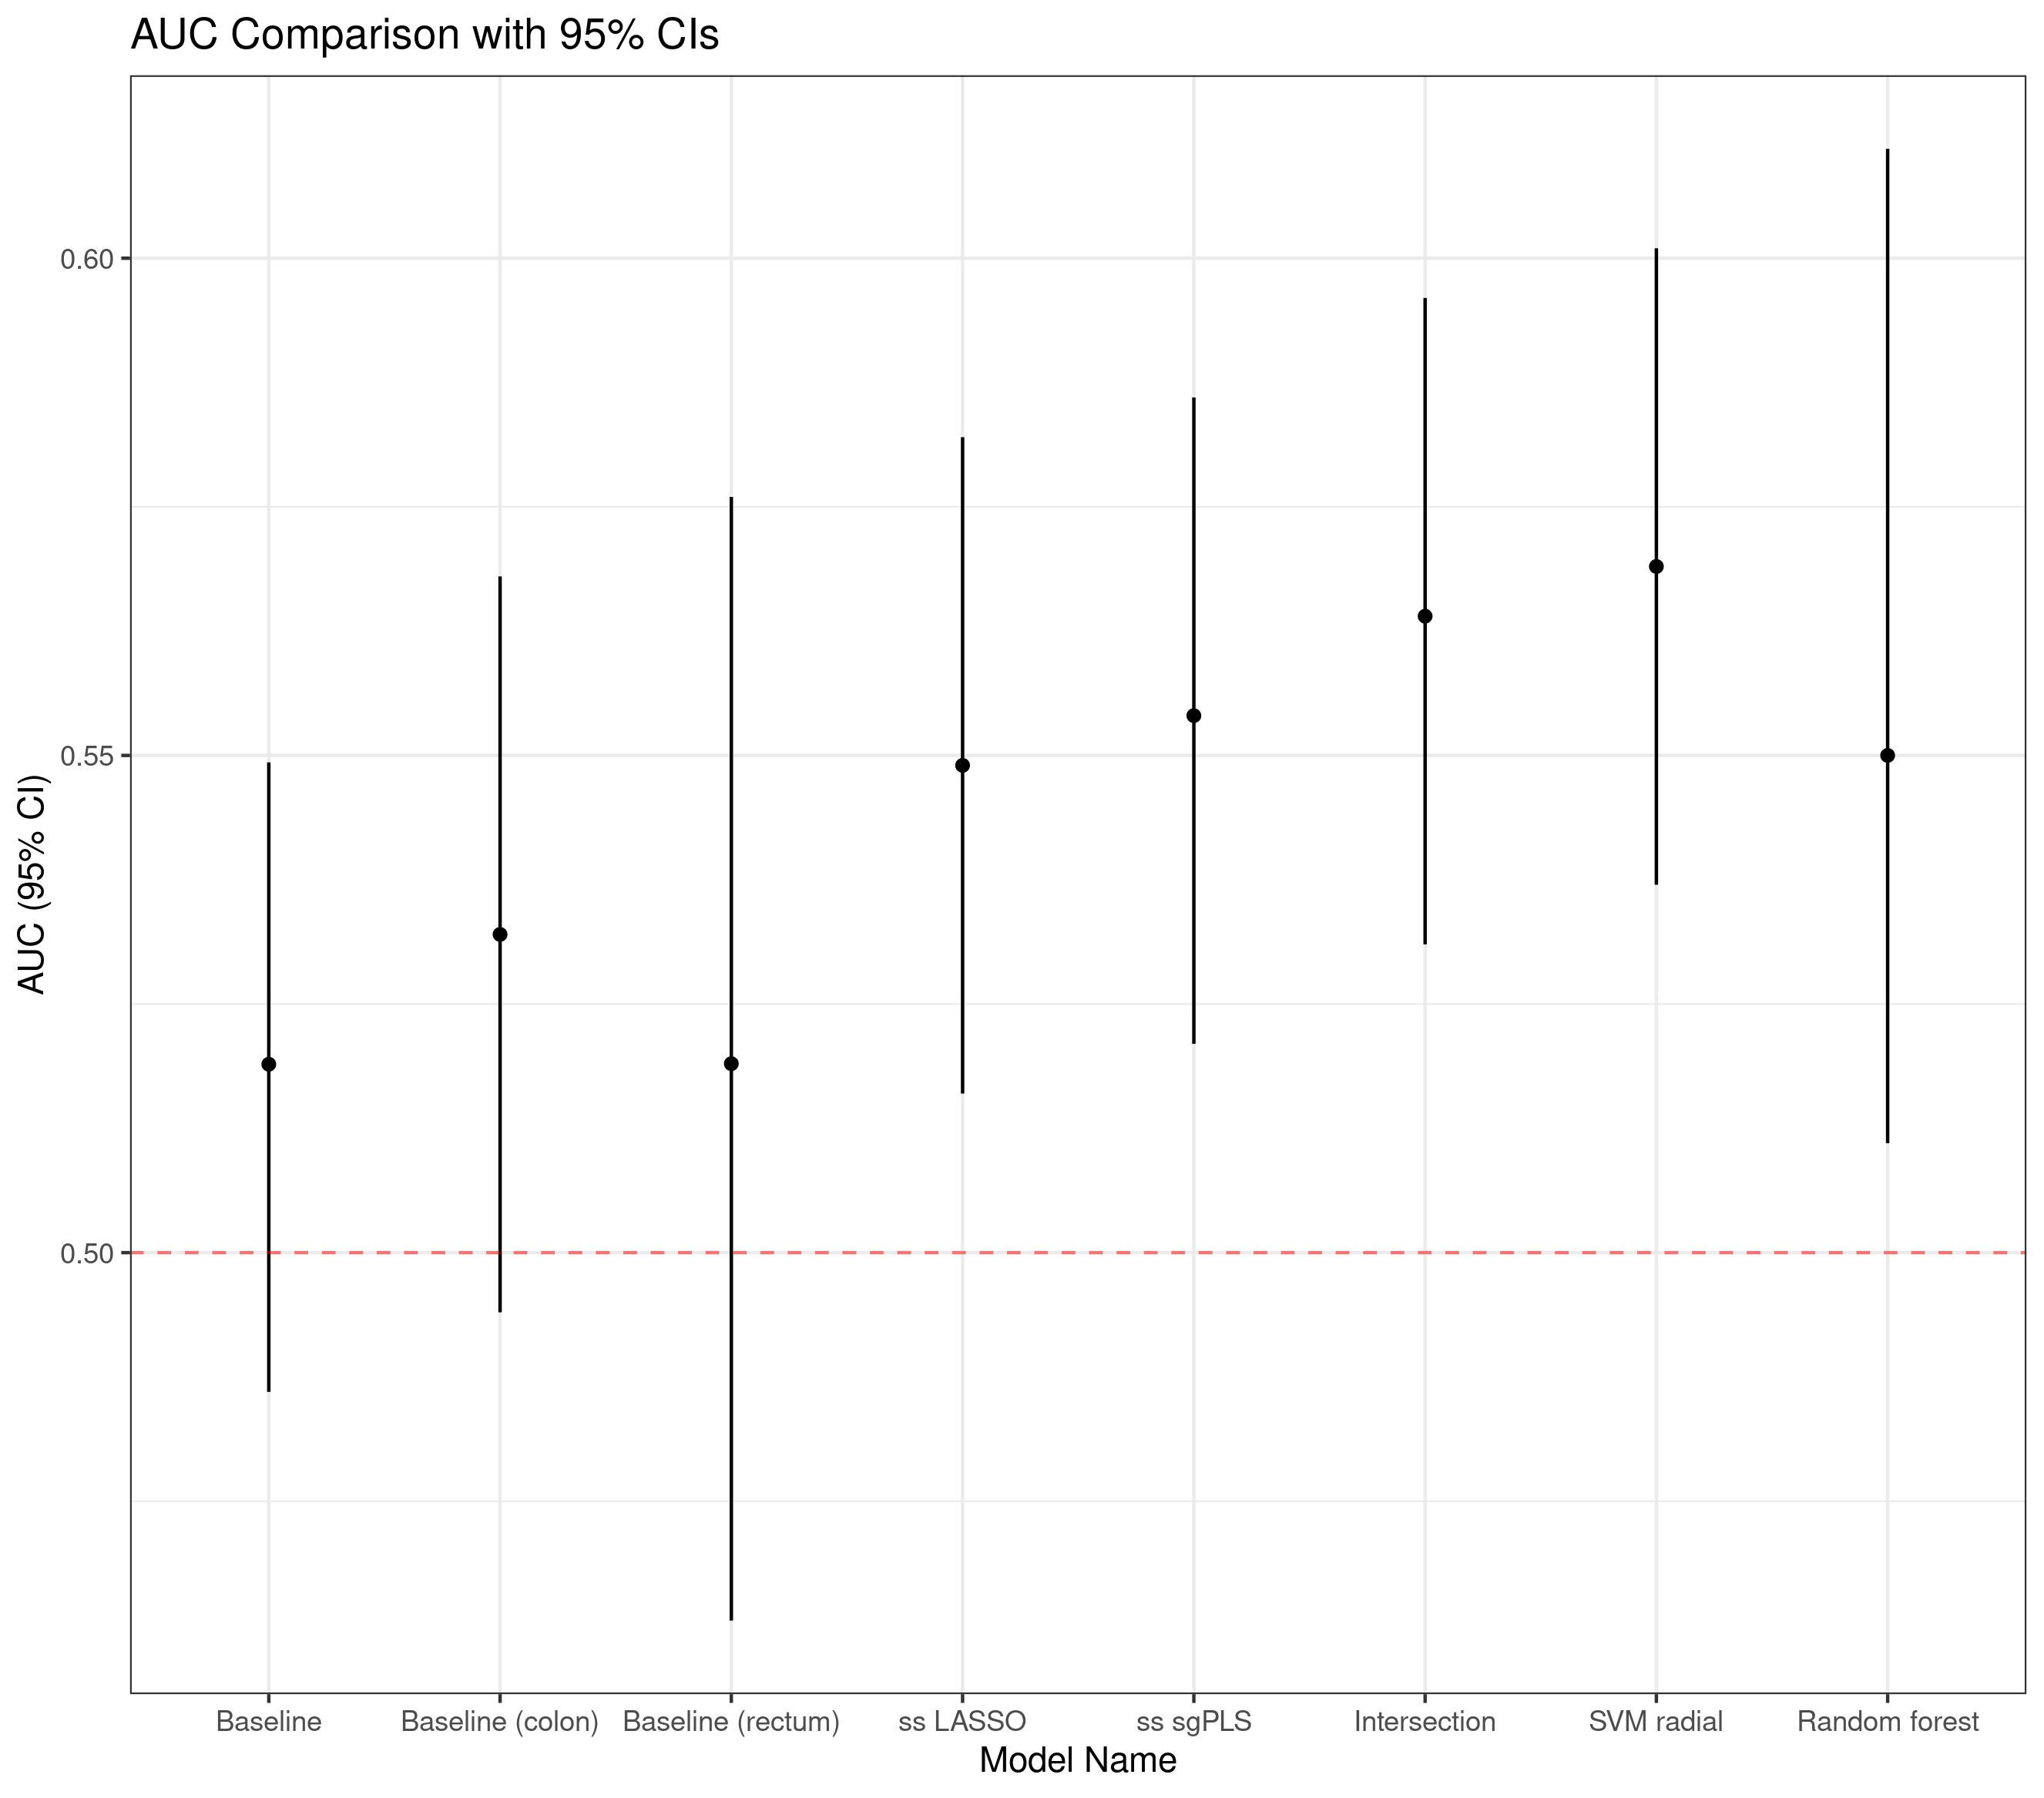 AUC Comparison with 95% CIs
AUC (95% CI)
0.60
0.55
0.50
Baseline
Baseline (colon)
Baseline (rectum)
ss LASSO
ss sgPLS
Intersection
SVM radial
Random forest
Model Name